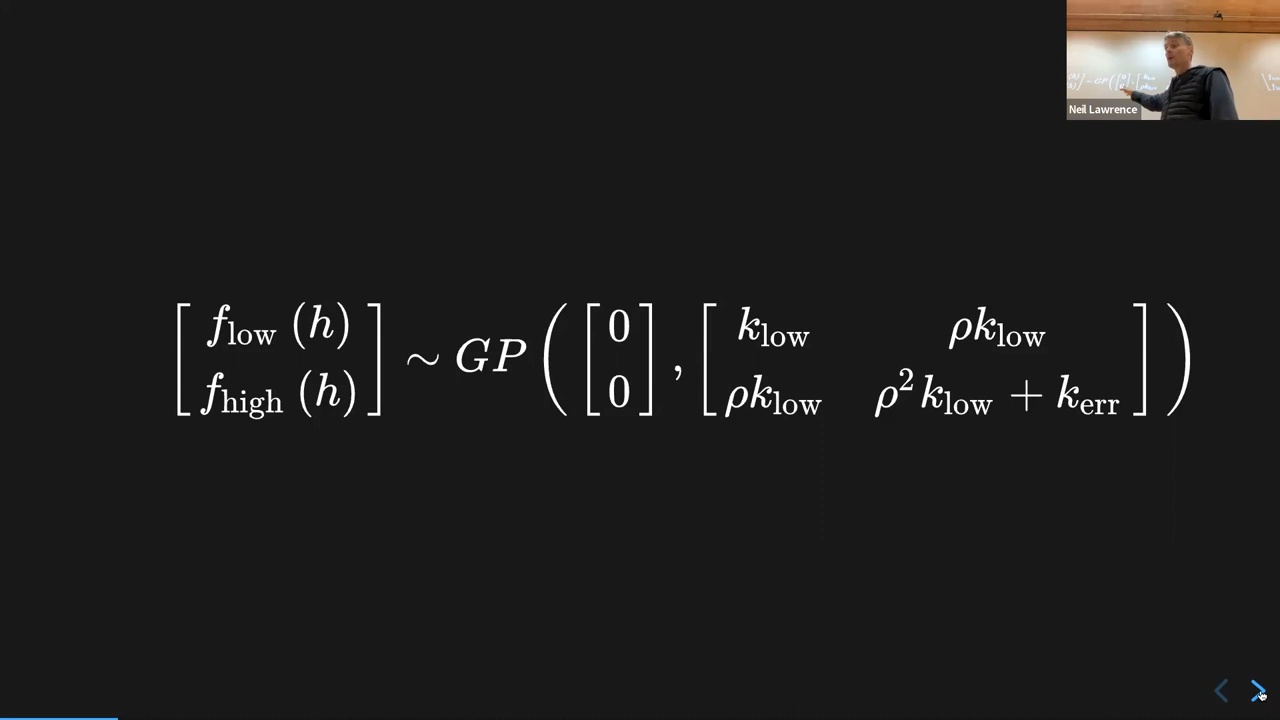 Neil Lawrence
[ f_low (h) ; f_high (h) ] ~ GP ( [ 0 ; 0 ] , [ k_low  ρk_low ; ρk_low  ρ²k_low + k_err ] )